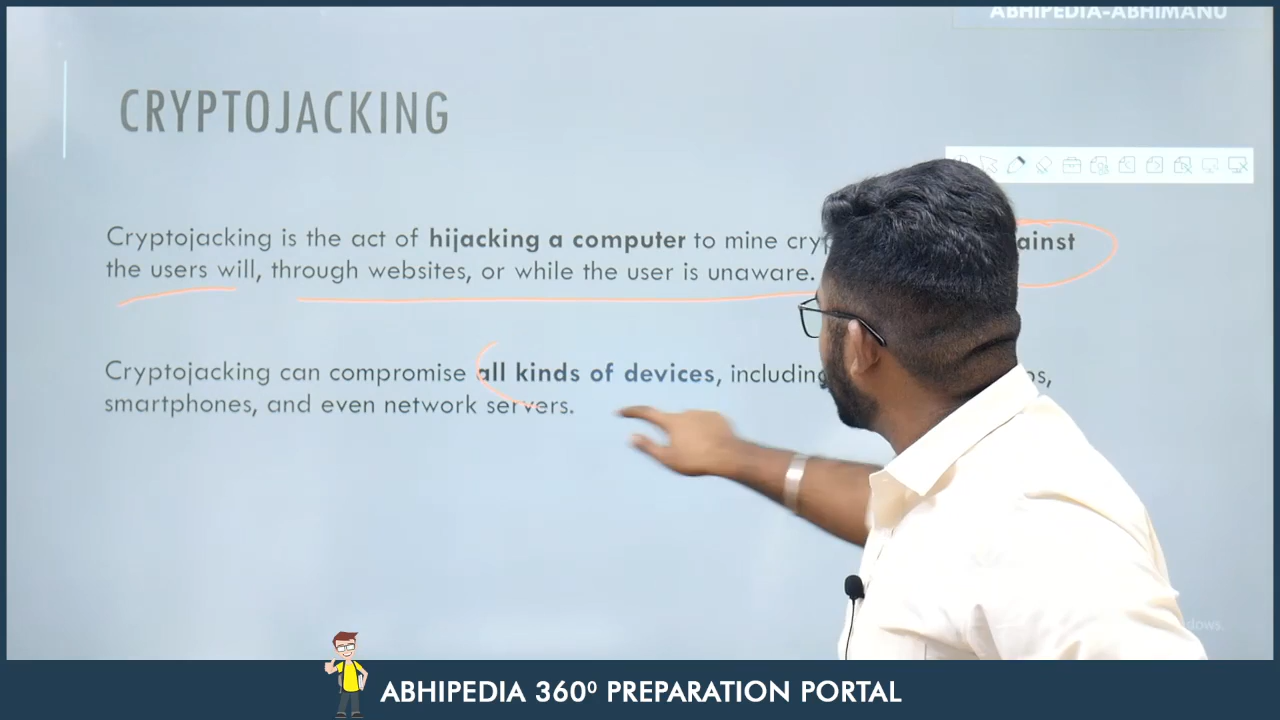 ABHIPEDIA-ABHIMANU
CRYPTOJACKING
Cryptojacking is the act of hijacking a computer to mine cry ainst
the users will, through websites, or while the user is unaware.
Cryptojacking can compromise all kinds of devices, including
smartphones, and even network servers.
dows.
ABHIPEDIA 360⁰ PREPARATION PORTAL